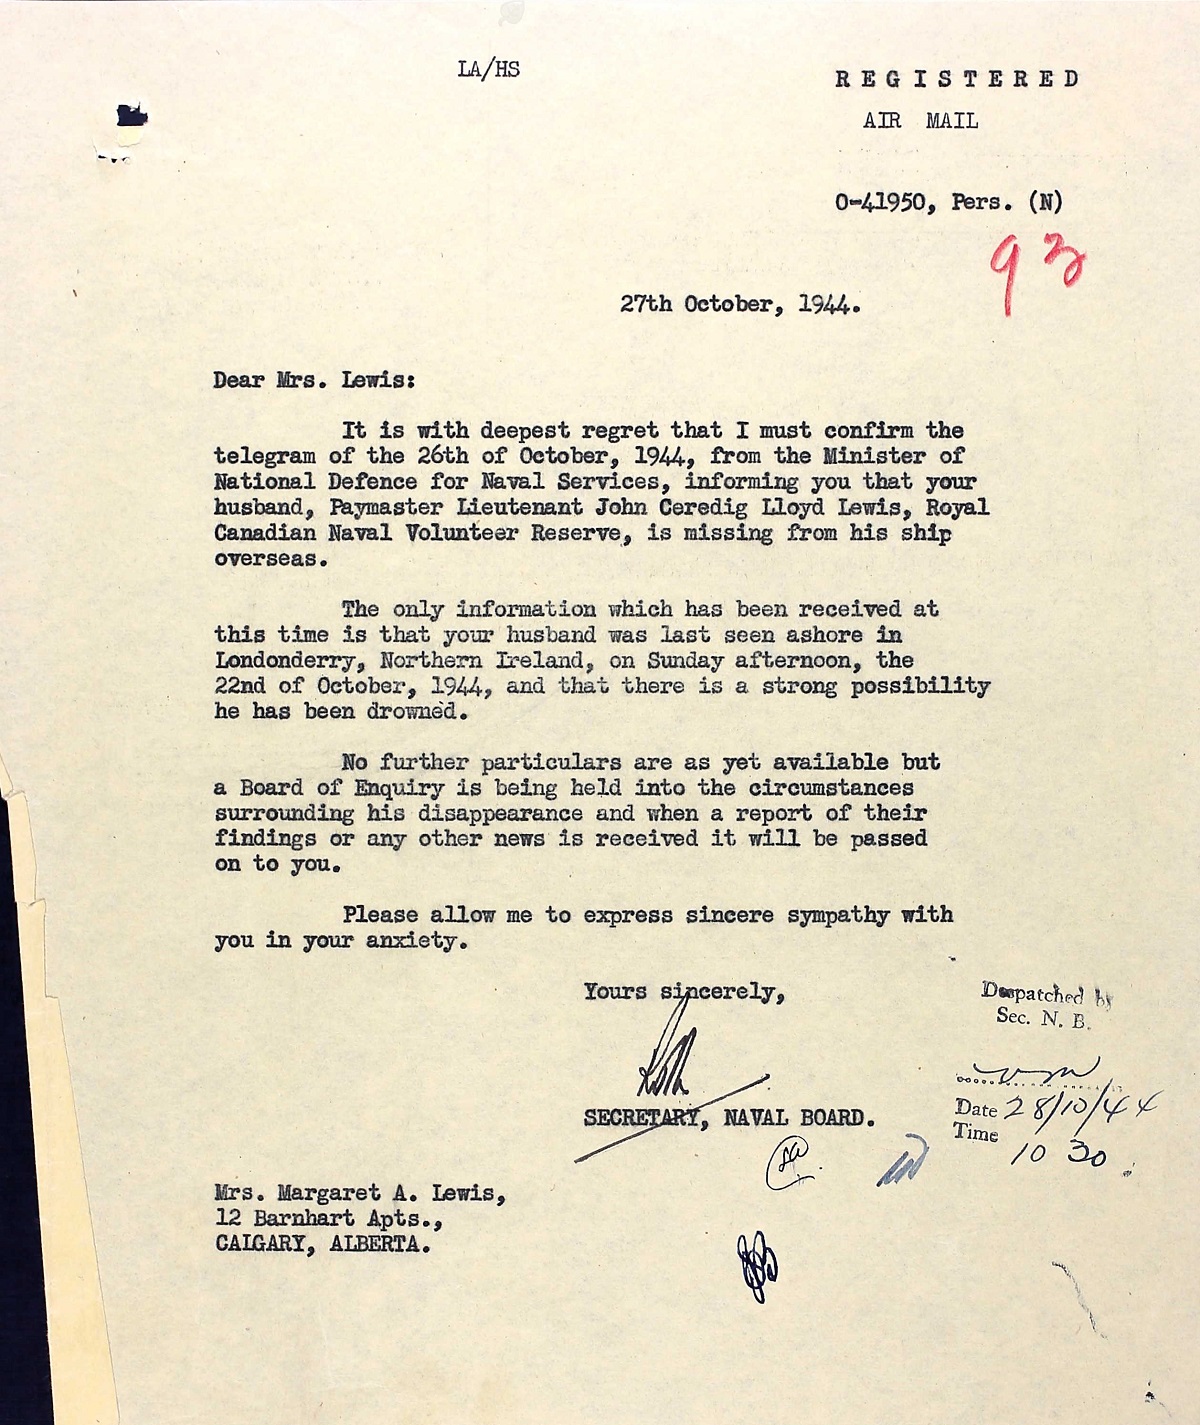 LA/HS
REGISTERED
AIR MAIL
O-41950, Pers. (N)
93
27th October, 1944.
Dear Mrs. Lewis:
It is with deepest regret that I must confirm the
telegram of the 26th of October, 1944, from the Minister of
National Defence for Naval Services, informing you that your
husband, Paymaster Lieutenant John Ceredig Lloyd Lewis, Royal
Canadian Naval Volunteer Reserve, is missing from his ship
overseas.
The only information which has been received at
this time is that your husband was last seen ashore in
Londonderry, Northern Ireland, on Sunday afternoon, the
22nd of October, 1944, and that there is a strong possibility
he has been drowned.
No further particulars are as yet available but
a Board of Enquiry is being held into the circumstances
surrounding his disappearance and when a report of their
findings or any other news is received it will be passed
on to you.
Please allow me to express sincere sympathy with
you in your anxiety.
Yours sincerely,
SECRETARY, NAVAL BOARD.
Despatched by
Sec. N. B.
Date 28/10/44
Time 10 30
Mrs. Margaret A. Lewis,
12 Barnhart Apts.,
CALGARY, ALBERTA.